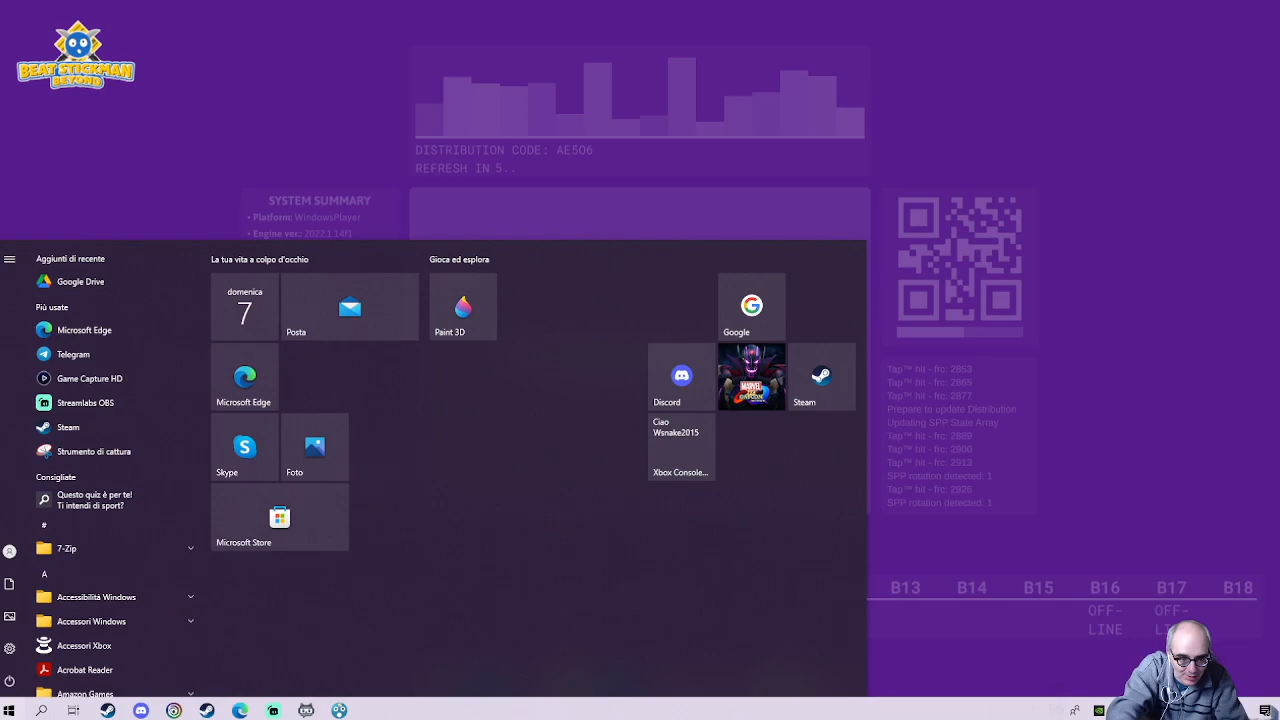 BEAT STICKMAN
BEYOND
DISTRIBUTION CODE: AE506
REFRESH IN 5..
SYSTEM SUMMARY
• Platform: WindowsPlayer
• Engine ver.: 2022.1.14f1
Aggiunti di recente
Google Drive
Più usate
Microsoft Edge
Telegram
Game Capture HD
Streamlabs OBS
Steam
Strumento di cattura
Consigliate
Questo quiz è per te!
Ti intendi di sport?
#
7-Zip
A
Accessibilità Windows
Accessori Windows
Accessori Xbox
Acrobat Reader
Amazon Games
La tua vita a colpo d'occhio
domenica
7
Posta
Microsoft Edge
Skype
Foto
Microsoft Store
Gioca ed esplora
Paint 3D
Google
Discord
MARVEL
CAPCOM
Steam
Ciao
Wsnake2015
Xbox Console...
Tap™ hit - frc: 2853
Tap™ hit - frc: 2865
Tap™ hit - frc: 2877
Prepare to update Distribution
Updating SPP State Array
Tap™ hit - frc: 2889
Tap™ hit - frc: 2900
Tap™ hit - frc: 2913
SPP rotation detected: 1
Tap™ hit - frc: 2926
SPP rotation detected: 1
B13 B14 B15 B16 B17 B18
OFF- OFF-
LINE